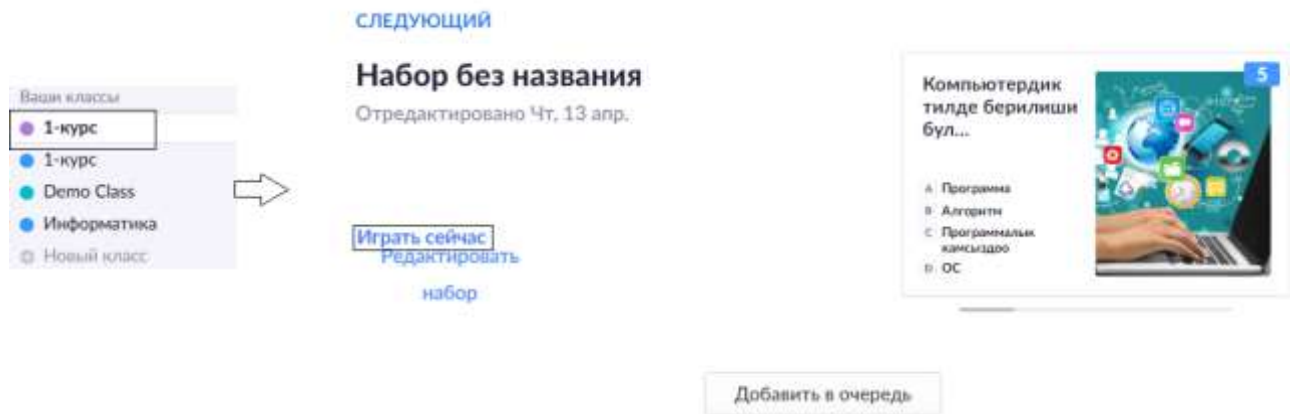 Ваши классы
1-курс
1-курс
Demo Class
Информатика
Новый класс
СЛЕДУЮЩИЙ
Набор без названия
Отредактировано Чт, 13 апр.
Играть сейчас
Редактировать
набор
5
Компьютердик
тилде берилиши
бул...
A Программа
B Алгоритм
C Программалык
камсыздоо
D ОС
Добавить в очередь